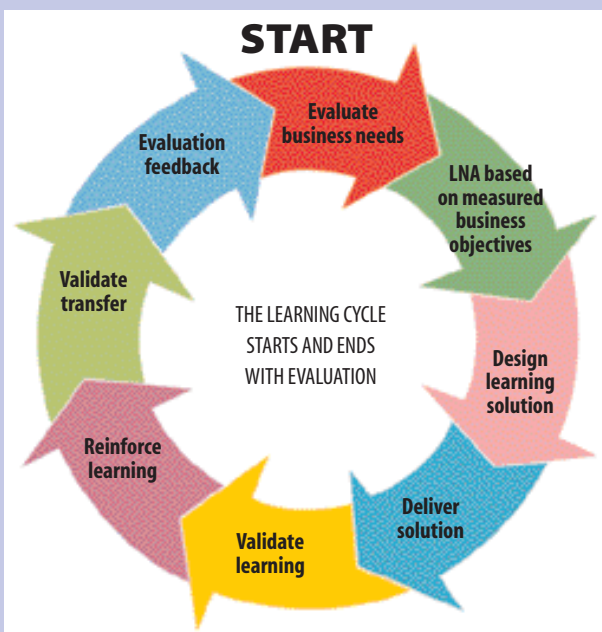 START
Evaluate
business needs
LNA based
on measured
business
objectives
Design
learning
solution
Deliver
solution
Validate
learning
Reinforce
learning
Validate
transfer
Evaluation
feedback
THE LEARNING CYCLE
STARTS AND ENDS
WITH EVALUATION